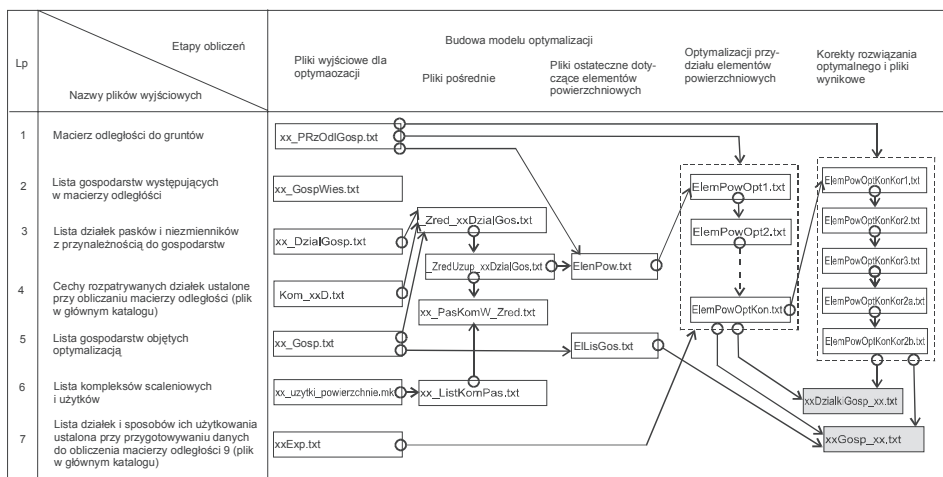 Lp
Etapy obliczeń
Nazwy plików wyjściowych
Budowa modelu optymalizacji
Pliki wyjściowe dla
optymaozacji
Pliki pośrednie
Pliki ostateczne doty-
czące elementów
powierzchniowych
Optymalizacji przy-
działu elementów
powierzchniowych
Korekty rozwiązania
optymalnego i pliki
wynikowe
1
Macierz odległości do gruntów
xx_PRzOdlGosp.txt
2
Lista gospodarstw występujących
w macierzy odległóści
xx_GospWies.txt
3
Lista działek pasków i niezmienników
z przynależnością do gospodarstw
xx_DzialGosp.txt
4
Cechy rozpatrywanych działek ustalone
przy obliczaniu macierzy odległości (plik
w głównym katalogu)
Kom_xxD.txt
5
Lista gospodarstw objętych
optymalizacją
xx_Gosp.txt
6
Lista kompleksów scaleniowych
i użytków
xx_uzytki_powierzchnie.mk
7
Lista działek i sposobów ich użytkowania
ustalona przy przygotowywaniu danych
do obliczenia macierzy odległości 9 (plik
w głównym katalogu)
xxExp.txt
_Zred_xxDzialGos.txt
_ZredUzup_xxDzialGos.txt
xx_PasKomW_Zred.txt
xx_ListKomPas.txt
ElenPow.txt
ElLisGos.txt
ElemPowOpt1.txt
ElemPowOpt2.txt
ElemPowOptKon.txt
ElemPowOptKonKor1,txt
ElemPowOptKonKor2.txt
ElemPowOptKonKor3.txt
ElemPowOptKonKor2a.txt
ElemPowOptKonKor2b.txt
xxDzialkiGosp_xx.txt
xxGosp_xx.txt